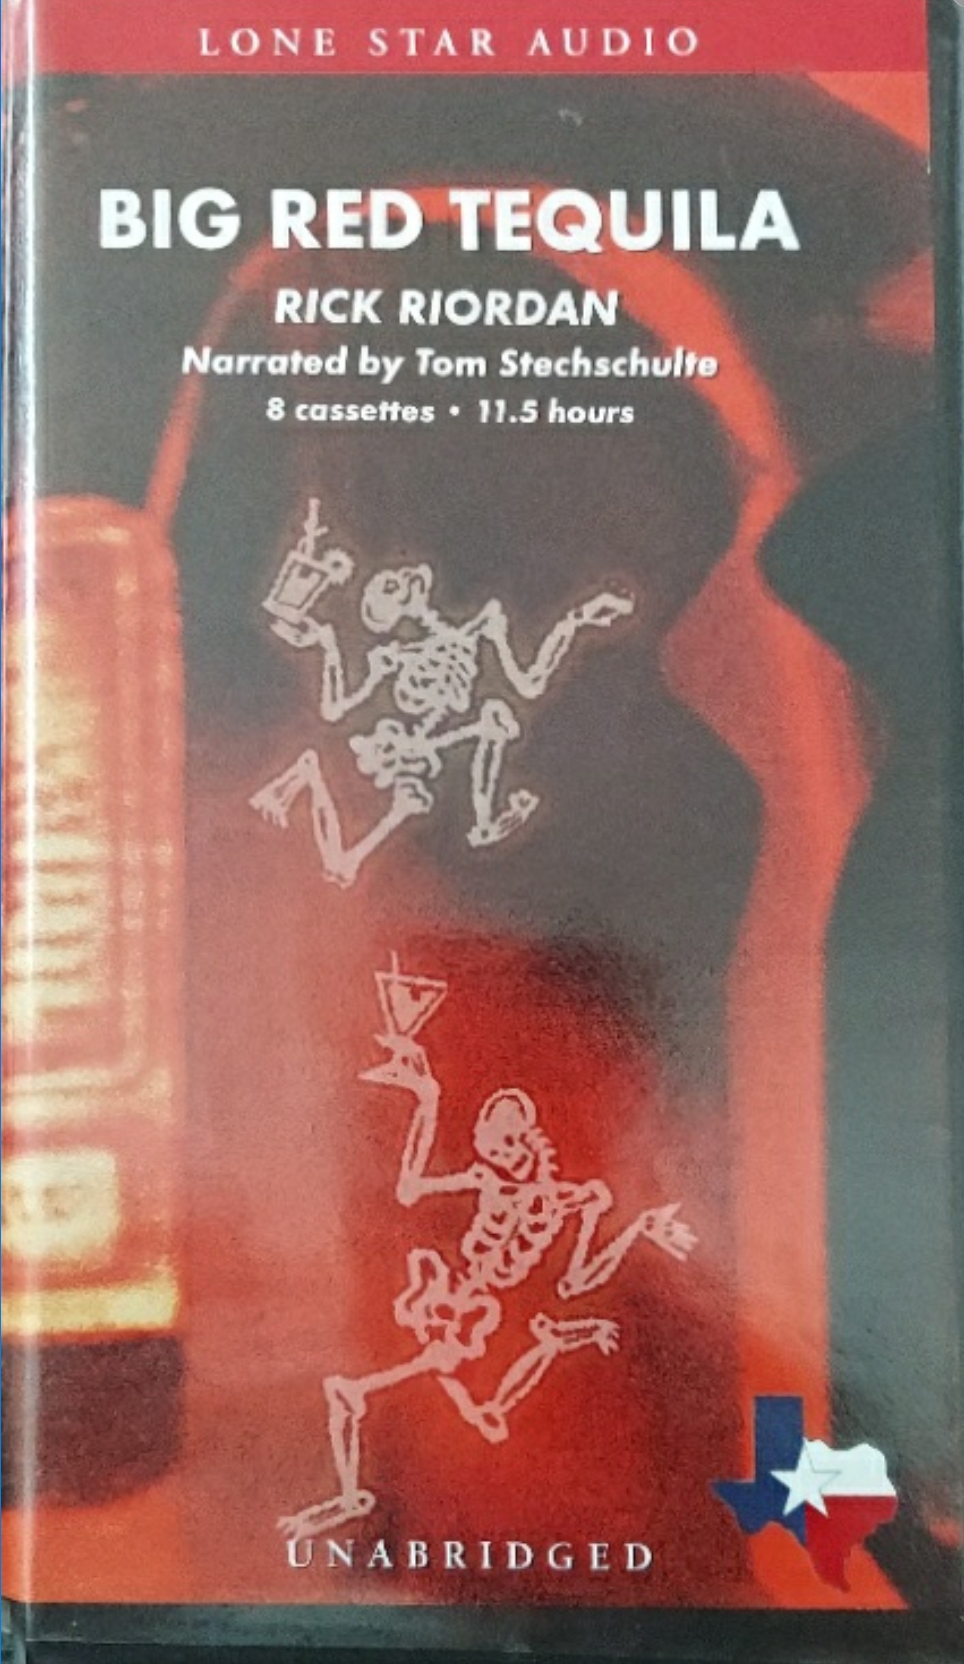 LONE STAR AUDIO
BIG RED TEQUILA
RICK RIORDAN
Narrated by Tom Stechschulte
8 cassettes • 11.5 hours
UNABRIDGED